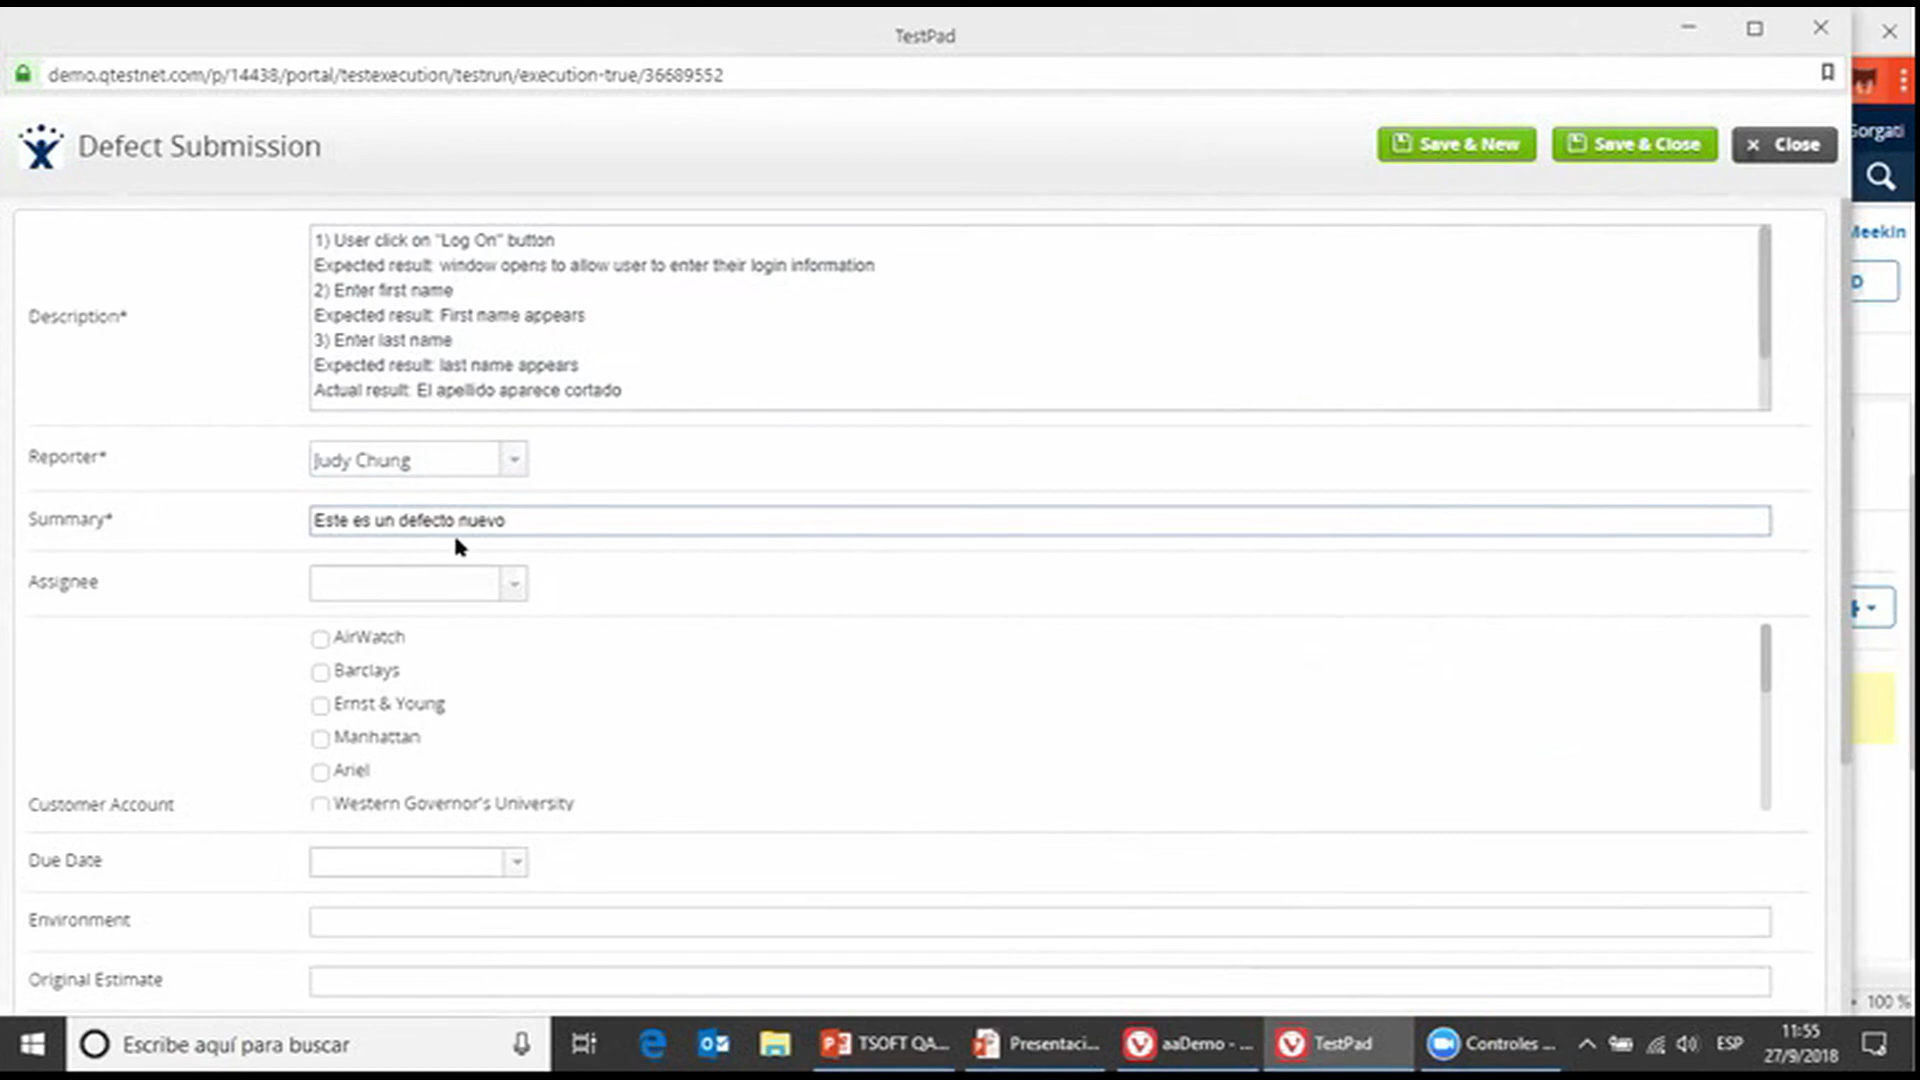 TestPad
demo.qtestnet.com/p/14438/portal/testexecution/testrun/execution-true/36689552
Defect Submission
Save & New
Save & Close
Close
Sorgati
MeekIn
Description*
1) User click on "Log On" button
Expected result: window opens to allow user to enter their login information
2) Enter first name
Expected result: First name appears
3) Enter last name
Expected result: last name appears
Actual result: El apellido aparece cortado
Reporter*
Judy Chung
Summary*
Este es un defecto nuevo
Assignee
AirWatch
Barclays
Ernst & Young
Manhattan
Ariel
Customer Account
Western Governor's University
Due Date
Environment
Original Estimate
100 %
Escribe aquí para buscar
TSOFT QA...
Presentaci...
aaDemo - ...
TestPad
Controles ...
ESP
11:55
27/9/2018